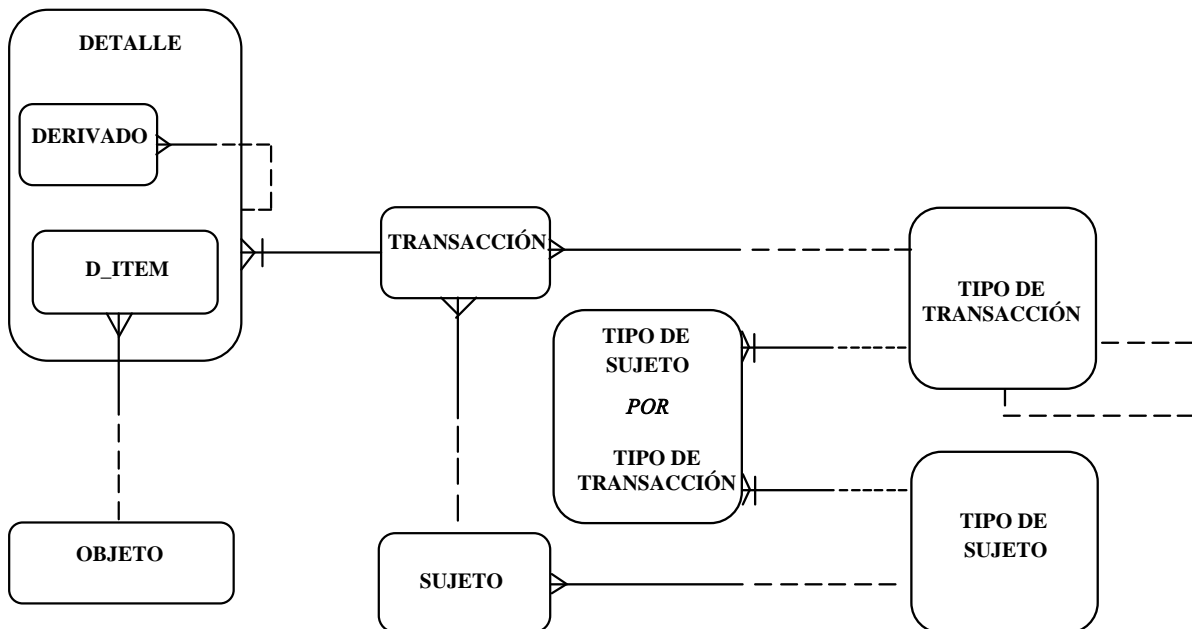 DETALLE
DERIVADO
D_ITEM
TRANSACCIÓN
TIPO DE
TRANSACCIÓN
TIPO DE
SUJETO
POR
TIPO DE
TRANSACCIÓN
OBJETO
SUJETO
TIPO DE
SUJETO